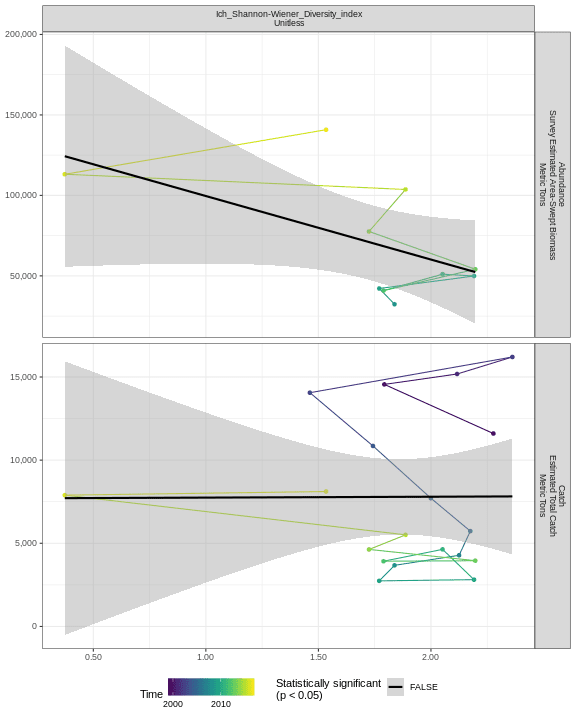 Ich_Shannon-Wiener_Diversity_index
Unitless
200,000
150,000
100,000
50,000
Abundance
Survey Estimated Area-Swept Biomass
Metric Tons
15,000
10,000
5,000
0
Catch
Estimated Total Catch
Metric Tons
0.50
1.00
1.50
2.00
Time
2000
2010
Statistically significant
(p < 0.05)
FALSE